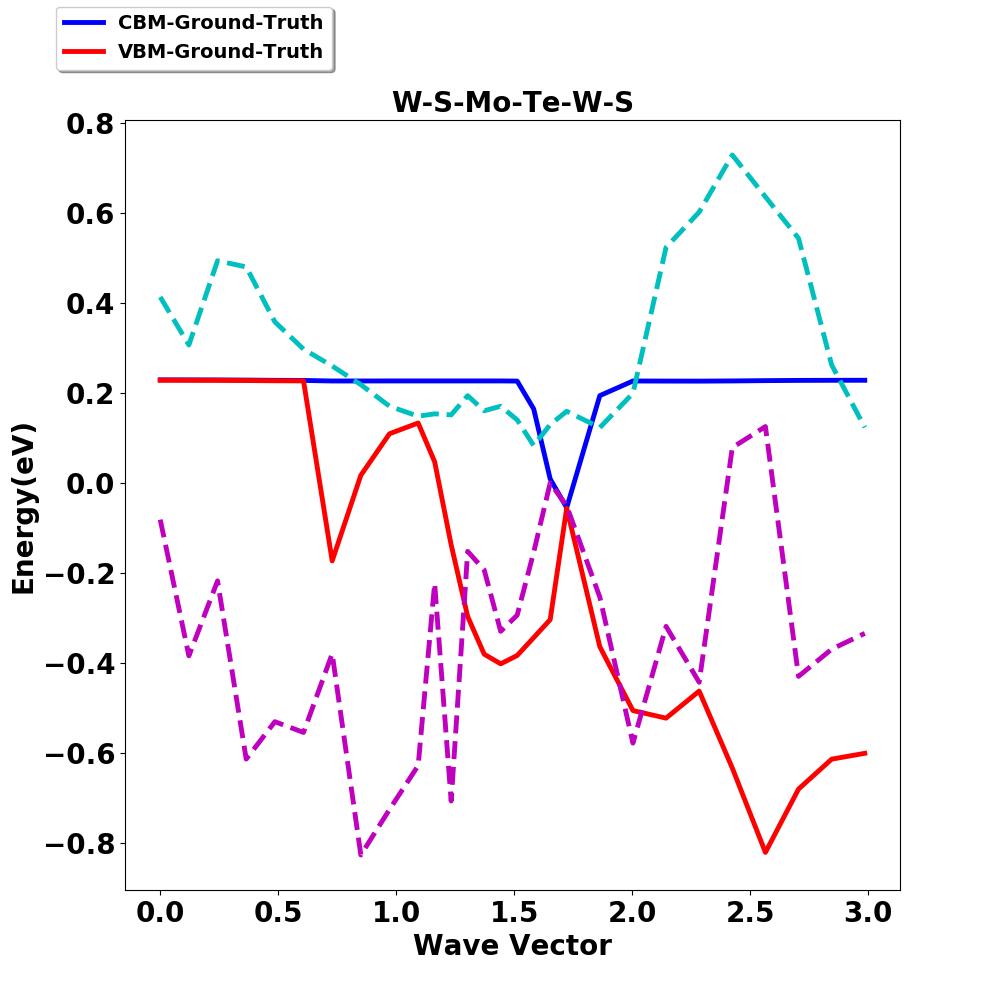 CBM-Ground-Truth
VBM-Ground-Truth
W-S-Mo-Te-W-S
0.8
0.6
0.4
0.2
0.0
−0.2
−0.4
−0.6
−0.8
Energy(eV)
0.0 0.5 1.0 1.5 2.0 2.5 3.0
Wave Vector